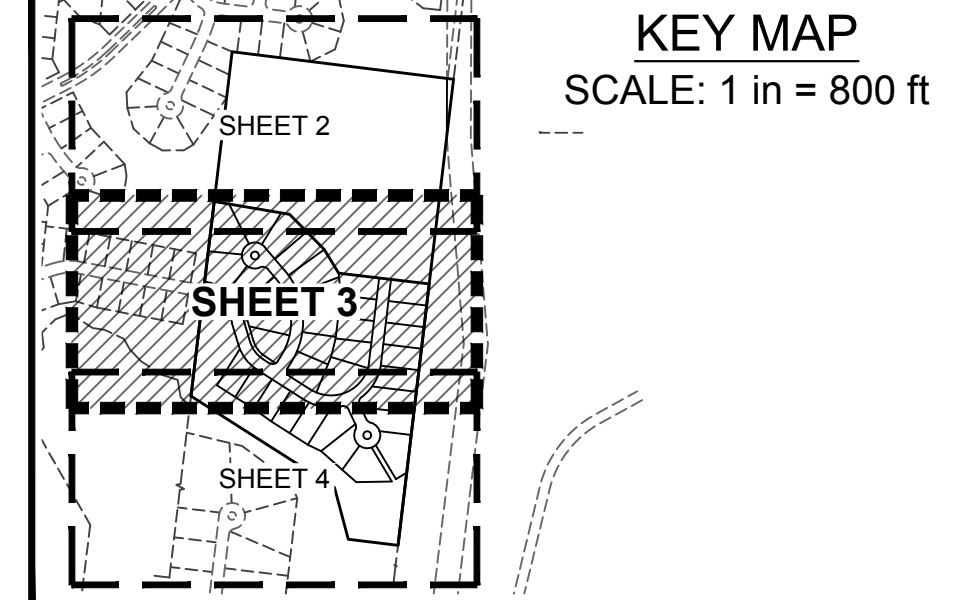 KEY MAP
SCALE: 1 in = 800 ft
SHEET 2
SHEET 3
SHEET 4